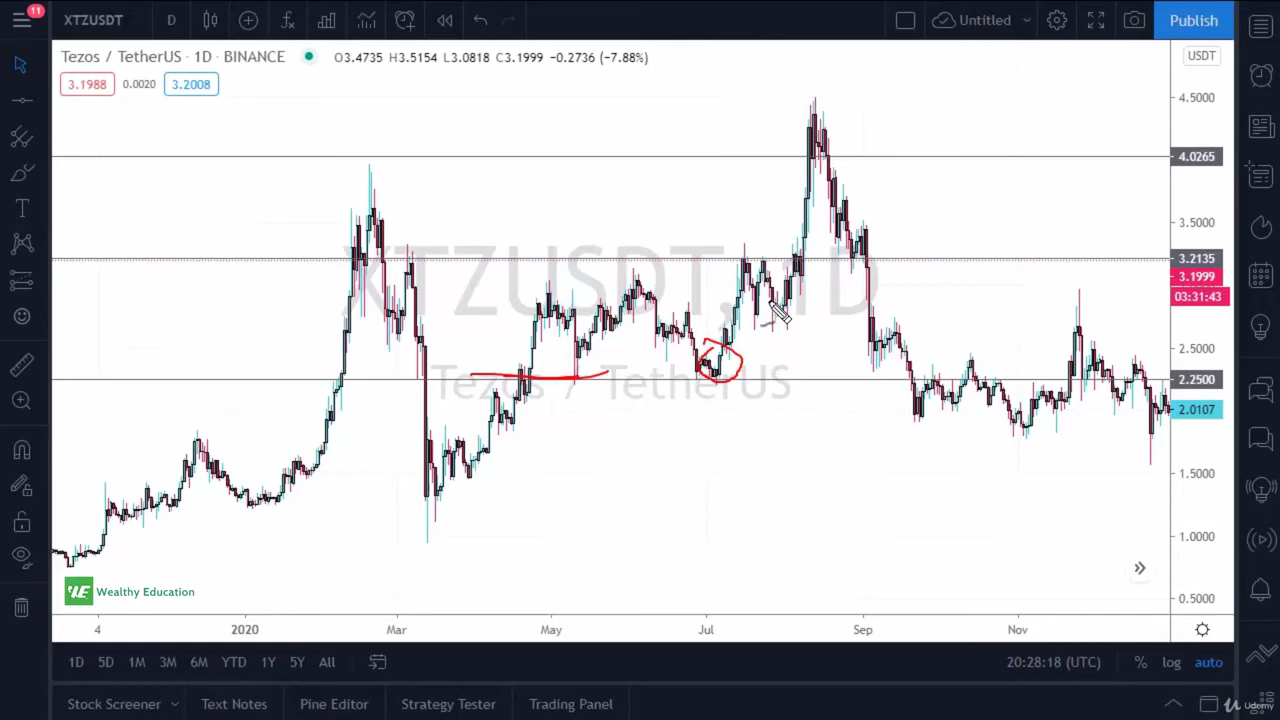 11
XTZUSDT D Untitled Publish
Tezos / TetherUS · 1D · BINANCE O3.4735 H3.5154 L3.0818 C3.1999 -0.2736 (-7.88%) USDT
3.1988 0.0020 3.2008
4.5000
4.0265
3.5000
3.2135
3.1999
03:31:43
2.5000
2.2500
2.0107
1.5000
1.0000
0.5000
XTZUSDT, 1D
Tezos / TetherUS
Wealthy Education
4 2020 Mar May Jul Sep Nov
1D 5D 1M 3M 6M YTD 1Y 5Y All 20:28:18 (UTC) % log auto
Stock Screener Text Notes Pine Editor Strategy Tester Trading Panel
Udemy